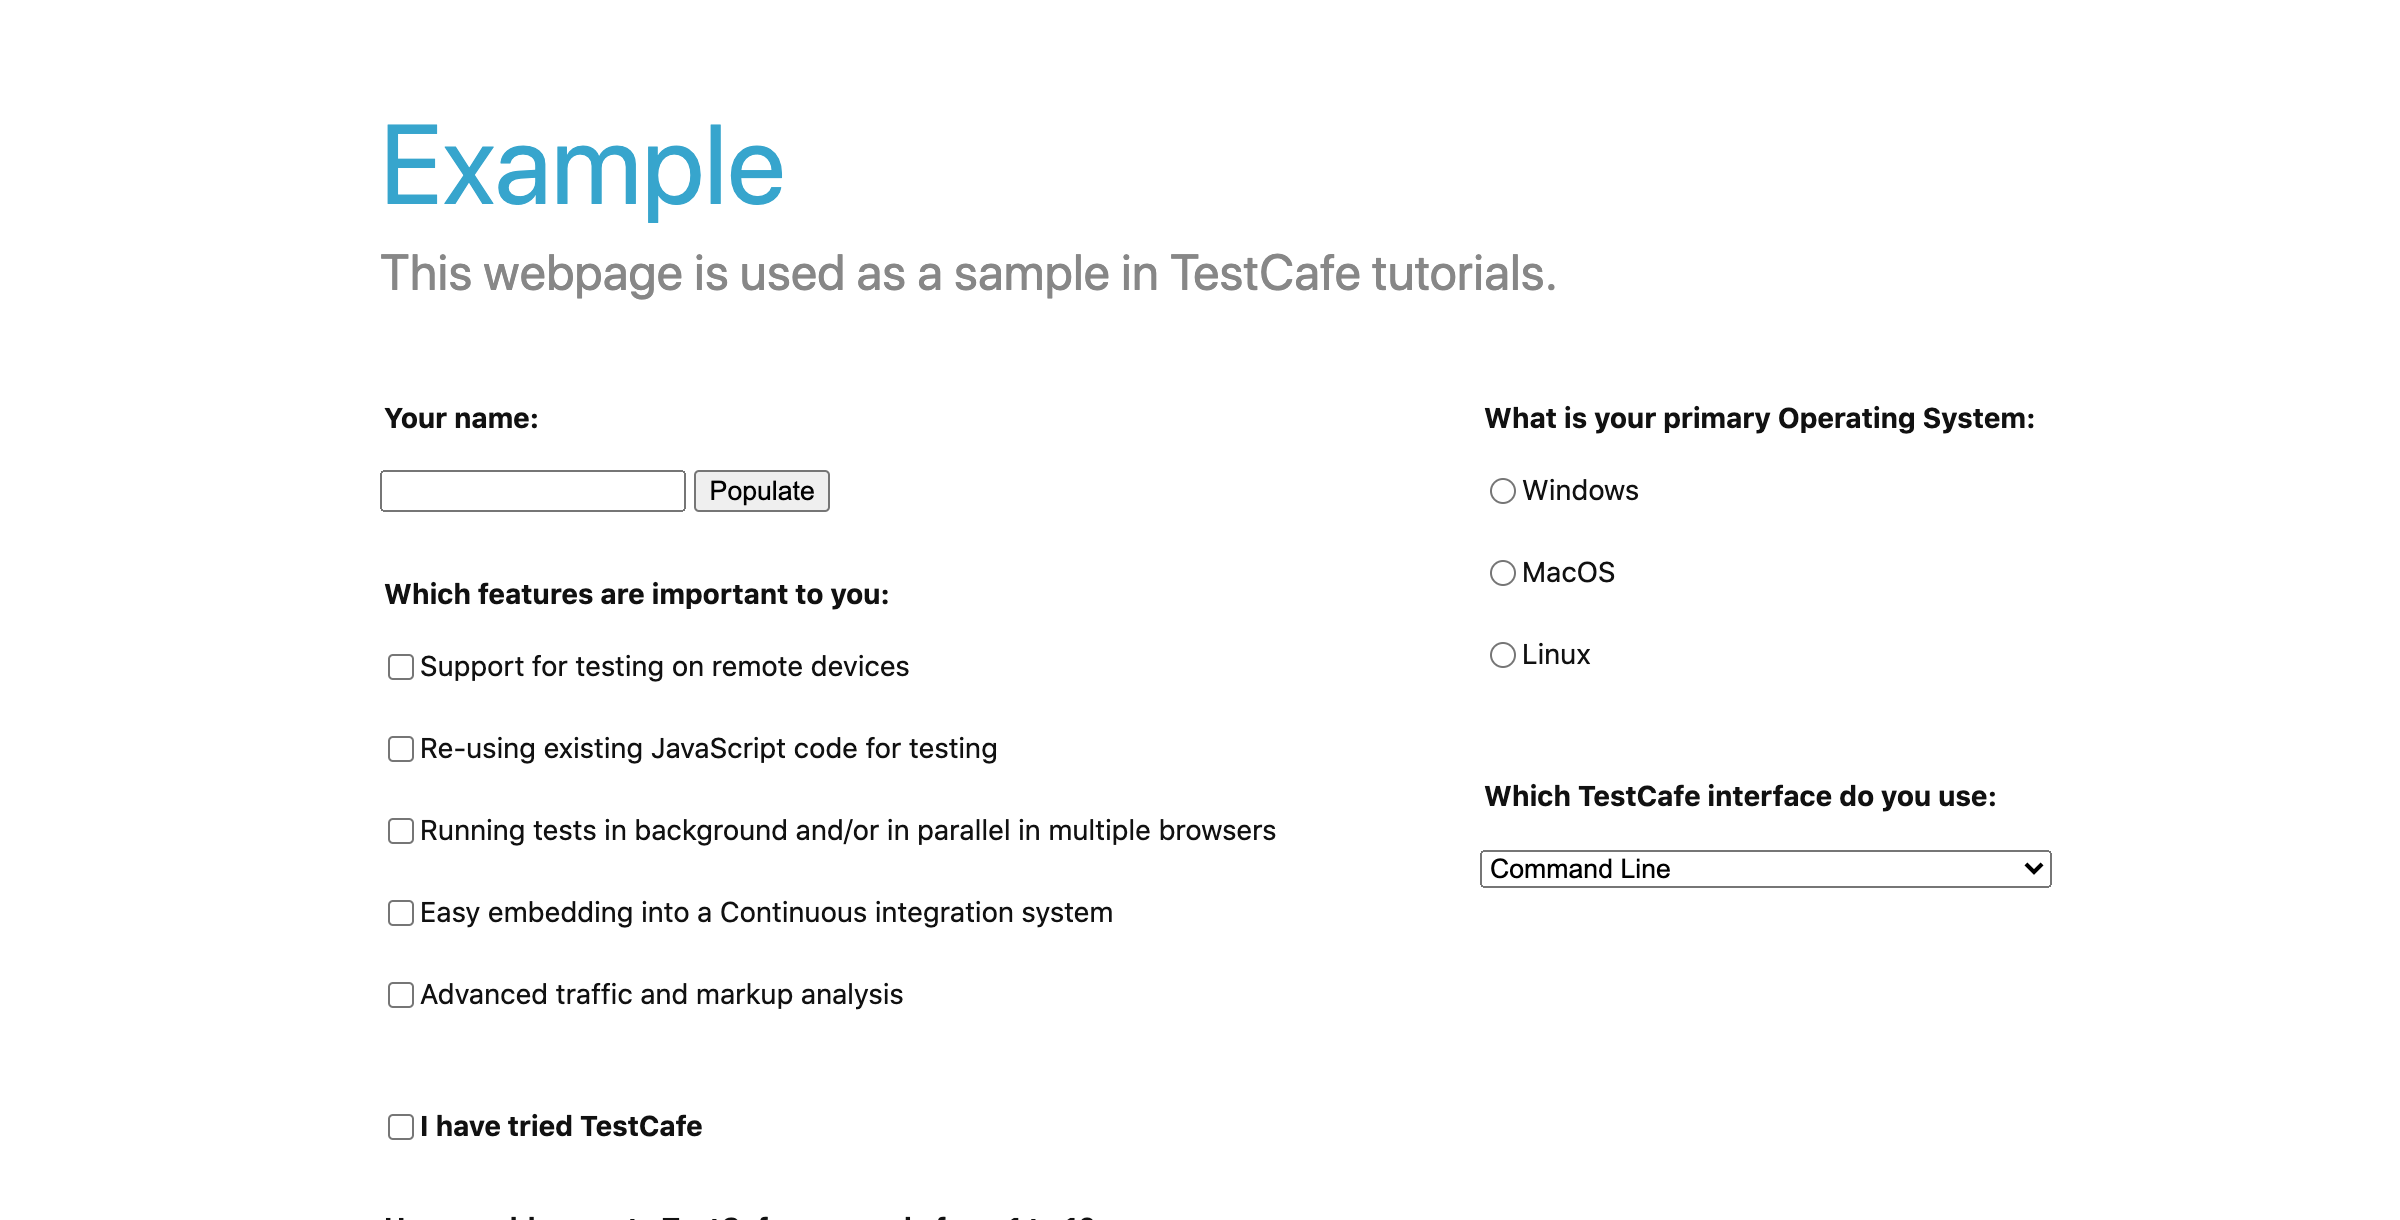 Example
This webpage is used as a sample in TestCafe tutorials.
Your name:
Populate
Which features are important to you:
Support for testing on remote devices
Re-using existing JavaScript code for testing
Running tests in background and/or in parallel in multiple browsers
Easy embedding into a Continuous integration system
Advanced traffic and markup analysis
I have tried TestCafe
What is your primary Operating System:
Windows
MacOS
Linux
Which TestCafe interface do you use:
Command Line